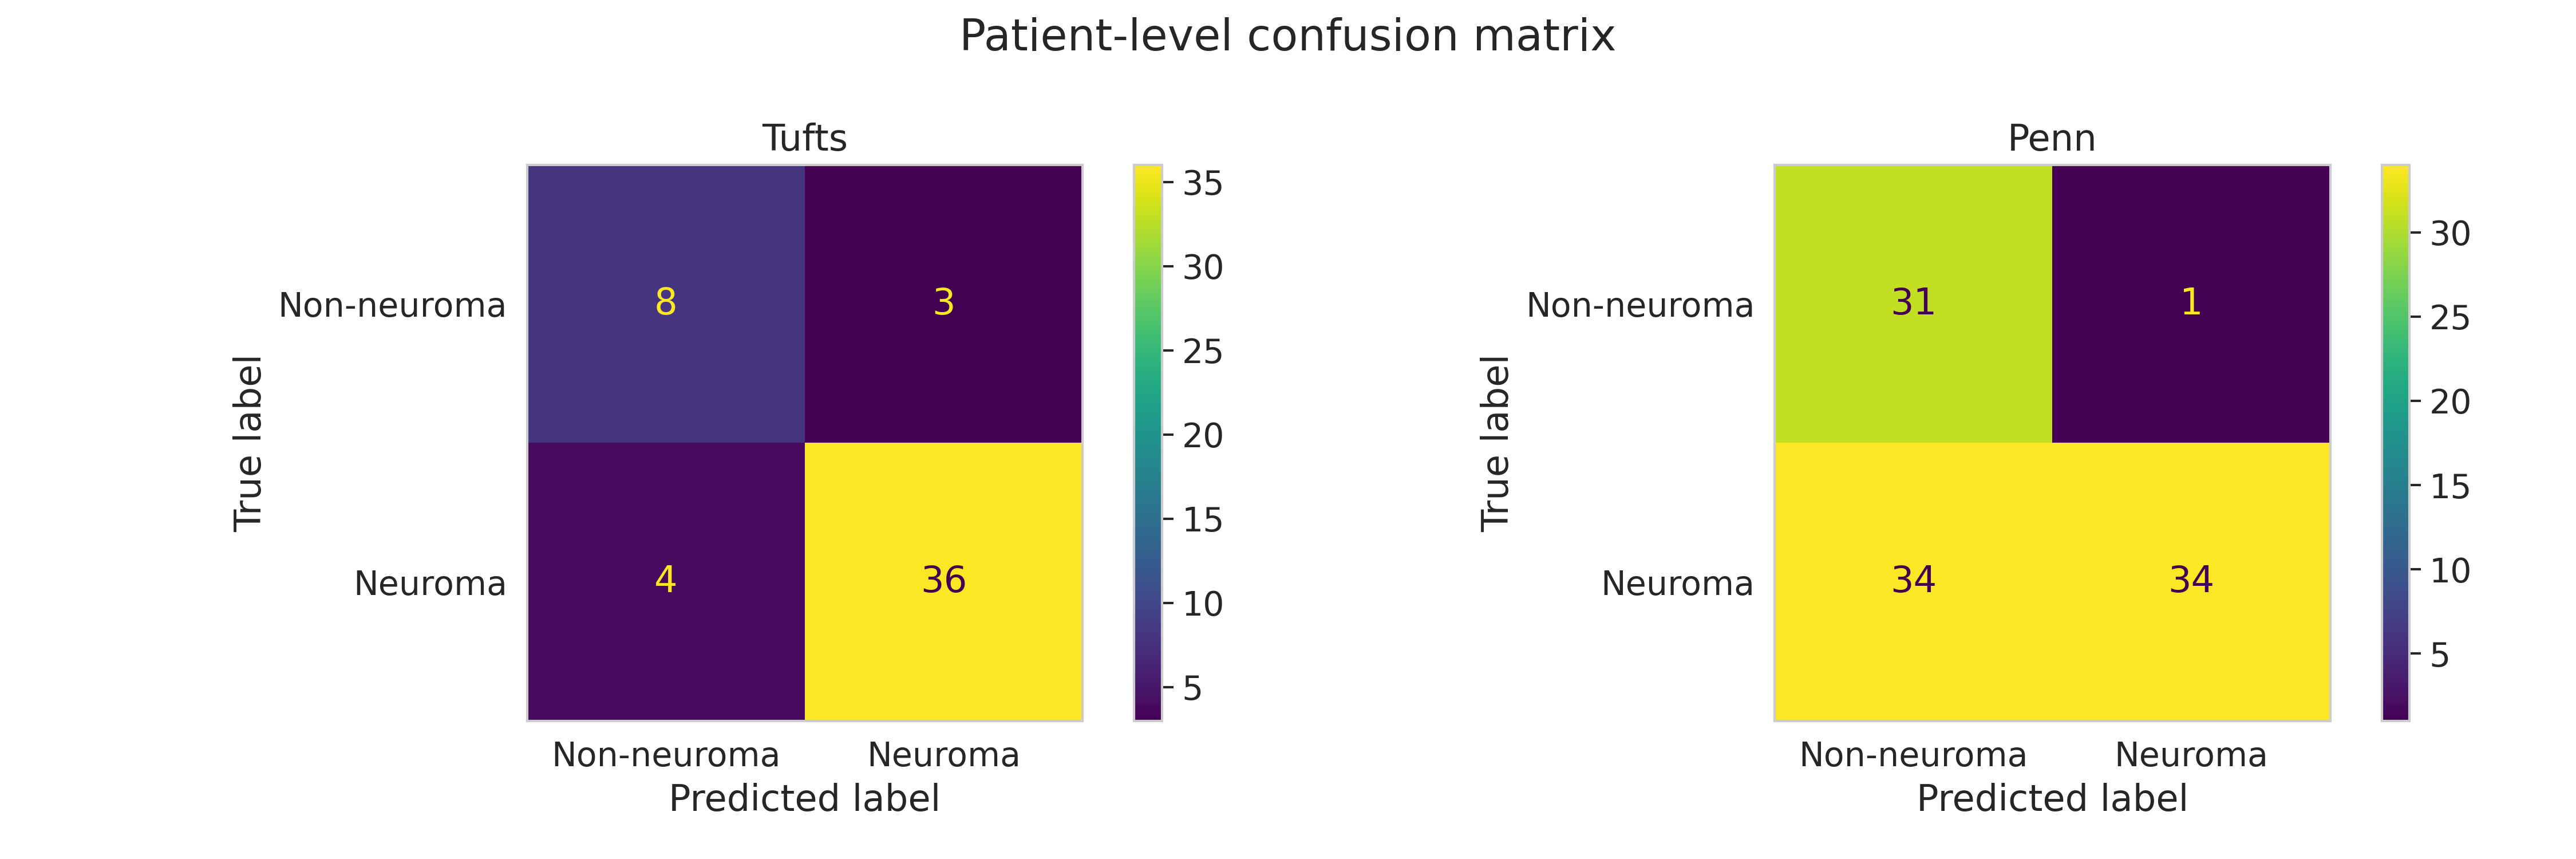 Patient-level confusion matrix
Tufts
True label
Non-neuroma
Neuroma
8
3
4
36
Non-neuroma
Neuroma
Predicted label
35
30
25
20
15
10
5
Penn
True label
Non-neuroma
Neuroma
31
1
34
34
Non-neuroma
Neuroma
Predicted label
30
25
20
15
10
5